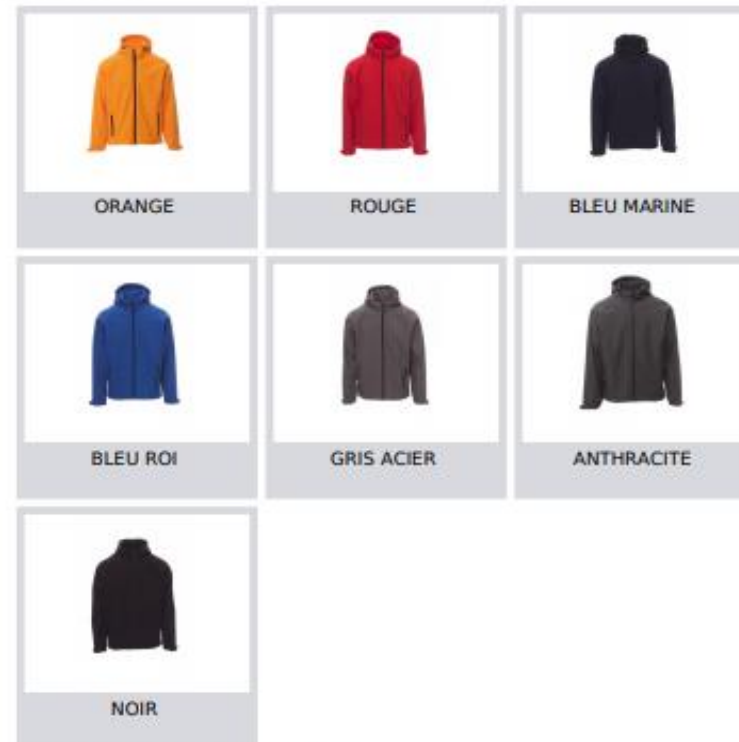 ORANGE
ROUGE
BLEU MARINE
BLEU ROI
GRIS ACIER
ANTHRACITE
NOIR